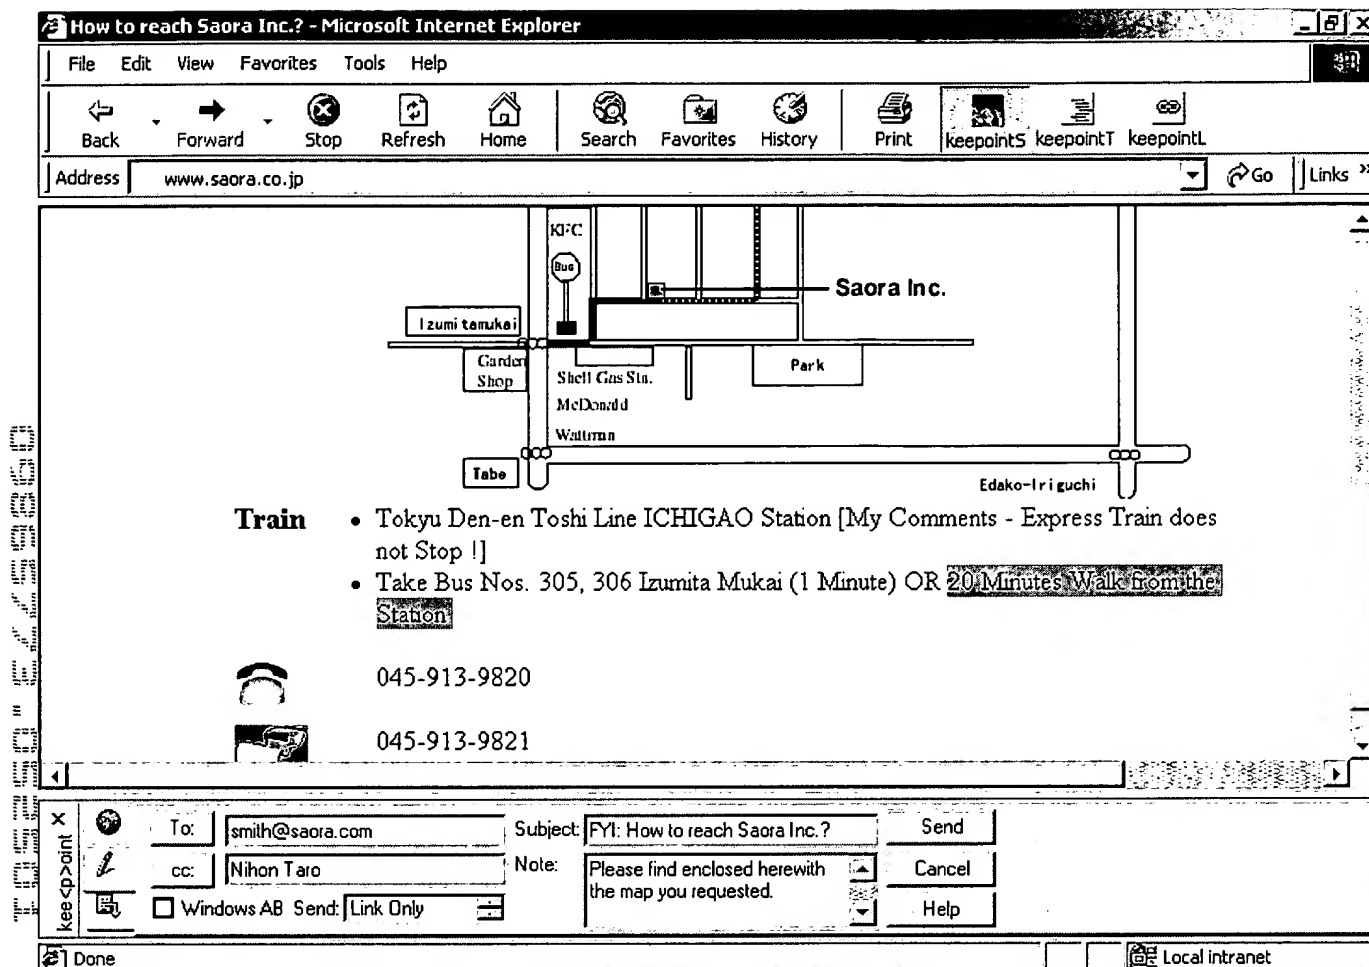 How to reach Saora Inc.? - Microsoft Internet Explorer
File Edit View Favorites Tools Help
Back Forward Stop Refresh Home Search Favorites History Print keepointS keepointT keepointL
Address www.saora.co.jp Go Links »
KFC
Bus
Saora Inc.
Izumi tamukai
Garden
Shop
Shell Gas Stn.
Park
McDonald
Tabe
Edako-Iriguchi
Train • Tokyu Den-en Toshi Line ICHIGAO Station [My Comments - Express Train does
not Stop !]
• Take Bus Nos. 305, 306 Izumita Mukai (1 Minute) OR 20 Minutes Walk from the
Station
045-913-9820
045-913-9821
kee<p>oint
To: smith@saora.com Subject: FYI: How to reach Saora Inc.? Send
cc: Nihon Taro Note: Please find enclosed herewith Cancel
the map you requested.
Windows AB Send: Link Only Help
Done Local intranet